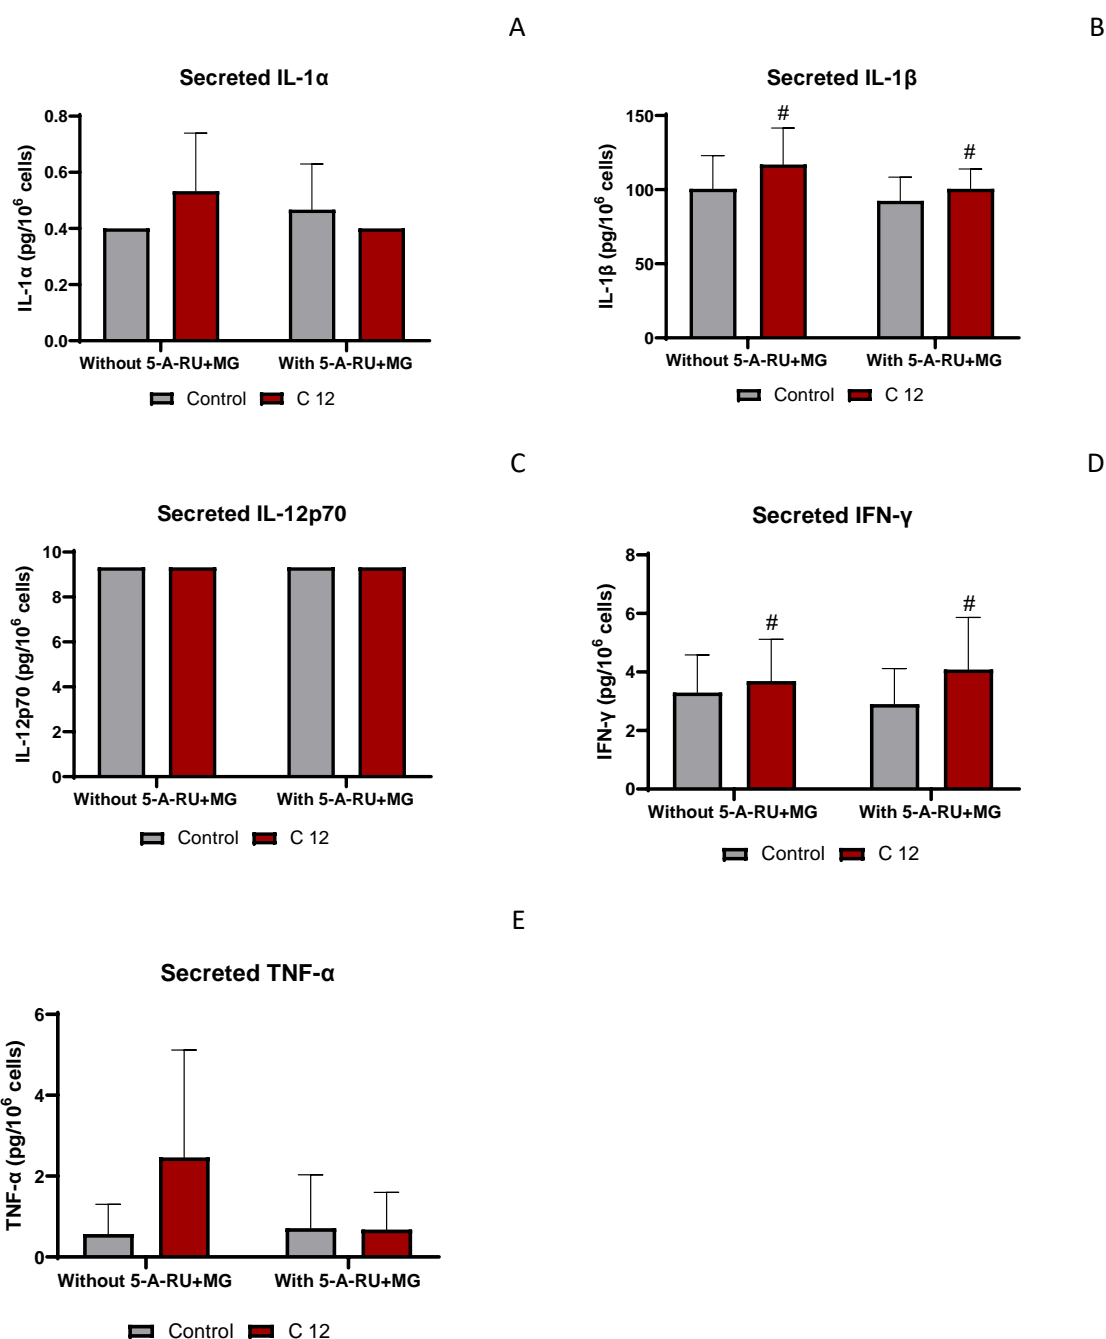 A
B
Secreted IL-1α
Secreted IL-1β
IL-1α (pg/10⁶ cells)
0.8
0.6
0.4
0.2
0.0
Without 5-A-RU+MG
With 5-A-RU+MG
Control
C 12
IL-1β (pg/10⁶ cells)
150
100
50
0
#
#
Without 5-A-RU+MG
With 5-A-RU+MG
Control
C 12
C
D
Secreted IL-12p70
Secreted IFN-γ
IL-12p70 (pg/10⁶ cells)
10
8
6
4
2
0
Without 5-A-RU+MG
With 5-A-RU+MG
Control
C 12
IFN-γ (pg/10⁶ cells)
8
6
4
2
0
#
#
Without 5-A-RU+MG
With 5-A-RU+MG
Control
C 12
E
Secreted TNF-α
TNF-α (pg/10⁶ cells)
6
4
2
0
Without 5-A-RU+MG
With 5-A-RU+MG
Control
C 12